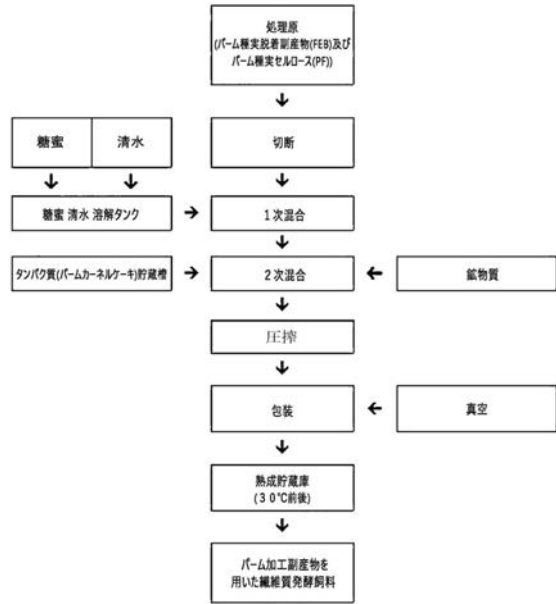 処理原
(パーム種実脱着副産物(FEB)及び
パーム種実セルロース(PF))
切断
糖蜜
清水
糖蜜 清水 溶解タンク
1次混合
タンパク質(パームカーネルケーキ)貯蔵槽
2次混合
鉱物質
圧搾
包装
真空
熟成貯蔵庫
(30℃前後)
パーム加工副産物を
用いた繊維質発酵飼料